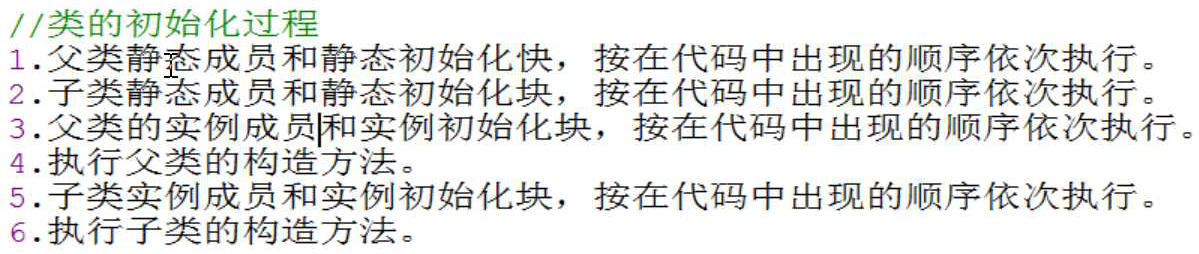 //类的初始化过程
1.父类静态成员和静态初始化快，按在代码中出现的顺序依次执行。
2.子类静态成员和静态初始化块，按在代码中出现的顺序依次执行。
3.父类的实例成员和实例初始化块，按在代码中出现的顺序依次执行。
4.执行父类的构造方法。
5.子类实例成员和实例初始化块，按在代码中出现的顺序依次执行。
6.执行子类的构造方法。